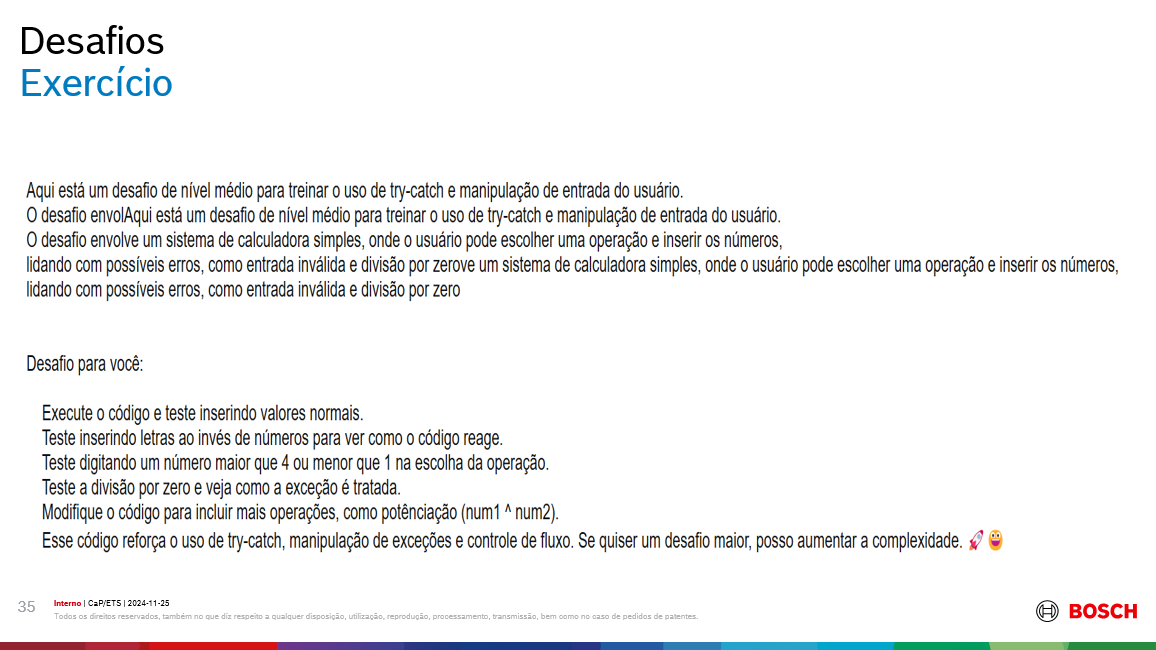 Desafios
Exercício
Aqui está um desafio de nível médio para treinar o uso de try-catch e manipulação de entrada do usuário.
O desafio envolAqui está um desafio de nível médio para treinar o uso de try-catch e manipulação de entrada do usuário.
O desafio envolve um sistema de calculadora simples, onde o usuário pode escolher uma operação e inserir os números,
lidando com possíveis erros, como entrada inválida e divisão por zerove um sistema de calculadora simples, onde o usuário pode escolher uma operação e inserir os números,
lidando com possíveis erros, como entrada inválida e divisão por zero
Desafio para você:
Execute o código e teste inserindo valores normais.
Teste inserindo letras ao invés de números para ver como o código reage.
Teste digitando um número maior que 4 ou menor que 1 na escolha da operação.
Teste a divisão por zero e veja como a exceção é tratada.
Modifique o código para incluir mais operações, como potênciação (num1 ^ num2).
Esse código reforça o uso de try-catch, manipulação de exceções e controle de fluxo. Se quiser um desafio maior, posso aumentar a complexidade. 🚀😃
35
Interno | CaP/ETS | 2024-11-25
Todos os direitos reservados, também no que diz respeito a qualquer disposição, utilização, reprodução, processamento, transmissão, bem como no caso de pedidos de patentes.
BOSCH